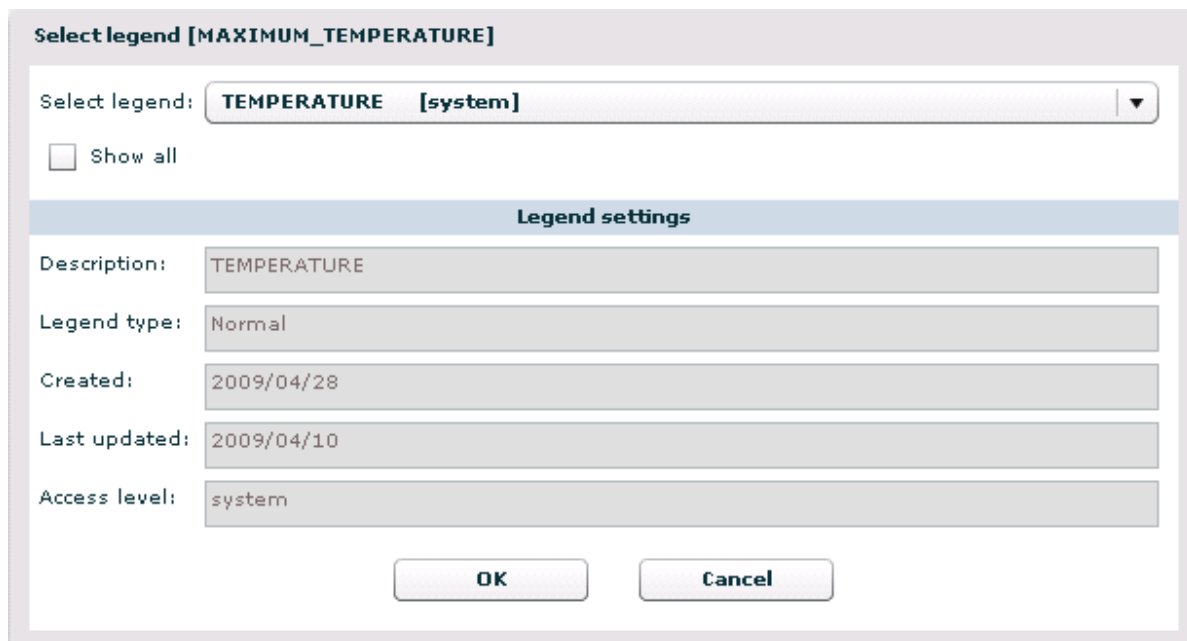 Select legend [MAXIMUM_TEMPERATURE]
Select legend: TEMPERATURE [system]
Show all
Legend settings
Description: TEMPERATURE
Legend type: Normal
Created: 2009/04/28
Last updated: 2009/04/10
Access level: system
OK Cancel